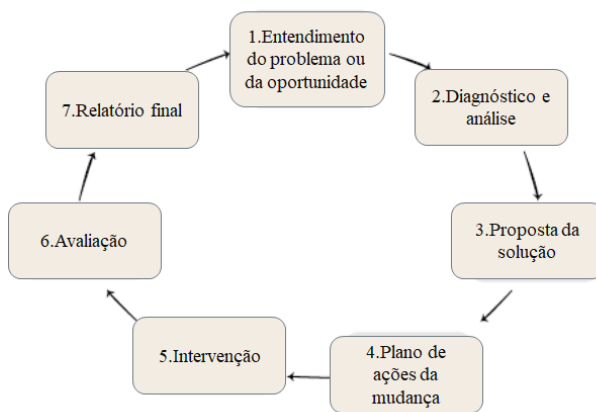 1.Entendimento
do problema ou
da oportunidade
2.Diagnóstico e
análise
3.Proposta da
solução
4.Plano de
ações da
mudança
5.Intervenção
6.Avaliação
7.Relatório final